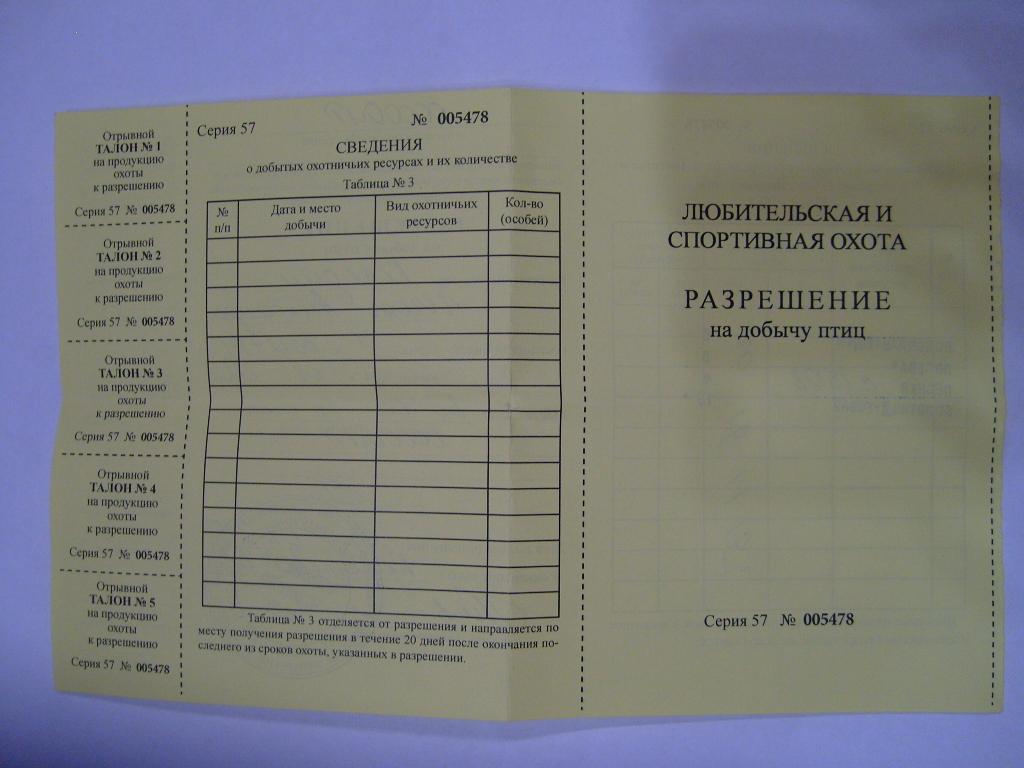 Отрывной
ТАЛОН № 1
на продукцию
охоты
к разрешению
Серия 57 № 005478
Отрывной
ТАЛОН № 2
на продукцию
охоты
к разрешению
Серия 57 № 005478
Отрывной
ТАЛОН № 3
на продукцию
охоты
к разрешению
Серия 57 № 005478
Отрывной
ТАЛОН № 4
на продукцию
охоты
к разрешению
Серия 57 № 005478
Отрывной
ТАЛОН № 5
на продукцию
охоты
к разрешению
Серия 57 № 005478
Серия 57 № 005478
СВЕДЕНИЯ
о добытых охотничьих ресурсах и их количестве
Таблица № 3
№ Дата и место Вид охотничьих Кол-во
п/п добычи ресурсов (особей)
Таблица № 3 отделяется от разрешения и направляется по
месту получения разрешения в течение 20 дней после окончания по-
следнего из сроков охоты, указанных в разрешении.
ЛЮБИТЕЛЬСКАЯ И
СПОРТИВНАЯ ОХОТА
РАЗРЕШЕНИЕ
на добычу птиц
Серия 57 № 005478